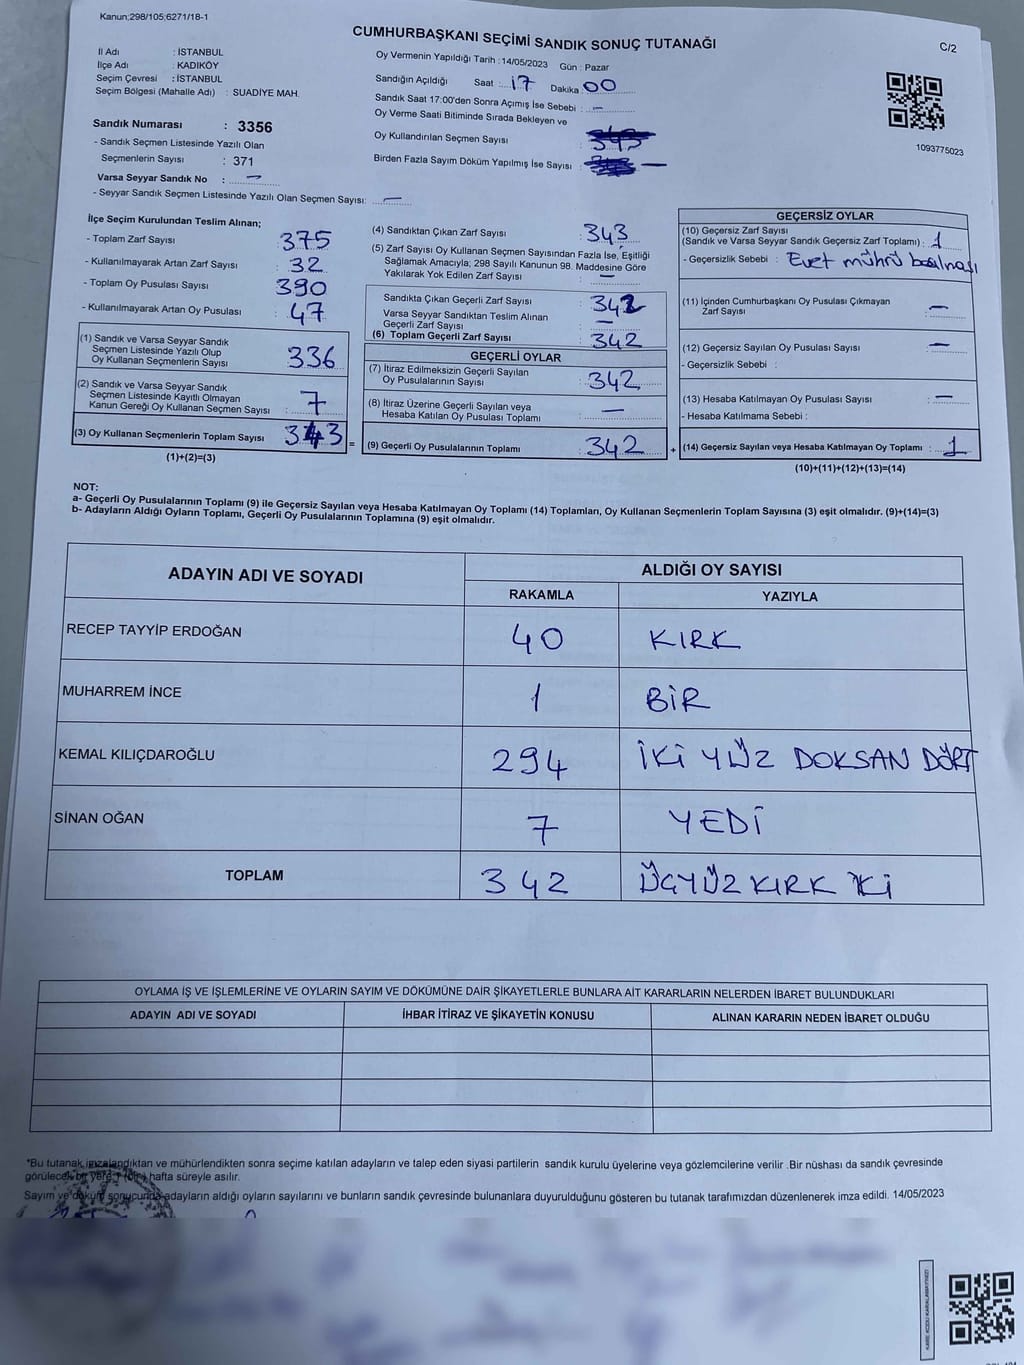 Kanun;298/105;6271/18-1
CUMHURBAŞKANI SEÇİMİ SANDIK SONUÇ TUTANAĞI
C/2
İl Adı : İSTANBUL
İlçe Adı : KADIKÖY
Seçim Çevresi : İSTANBUL
Seçim Bölgesi (Mahalle Adı) : SUADİYE MAH.
Sandık Numarası : 3356
- Sandık Seçmen Listesinde Yazılı Olan
Seçmenlerin Sayısı : 371
Varsa Seyyar Sandık No : —
- Seyyar Sandık Seçmen Listesinde Yazılı Olan Seçmen Sayısı: —
Oy Vermenin Yapıldığı Tarih : 14/05/2023 Gün : Pazar
Sandığın Açıldığı Saat : 17 Dakika : 00
Sandık Saat 17:00'den Sonra Açımış İse Sebebi : —
Oy Verme Saati Bitiminde Sırada Bekleyen ve
Oy Kullandırılan Seçmen Sayısı :
Birden Fazla Sayım Döküm Yapılmış İse Sayısı : —
1093775023
İlçe Seçim Kurulundan Teslim Alınan;
- Toplam Zarf Sayısı : 375
- Kullanılmayarak Artan Zarf Sayısı : 32
- Toplam Oy Pusulası Sayısı : 390
- Kullanılmayarak Artan Oy Pusulası : 47
(1) Sandık ve Varsa Seyyar Sandık
Seçmen Listesinde Yazılı Olup
Oy Kullanan Seçmenlerin Sayısı : 336
(2) Sandık ve Varsa Seyyar Sandık
Seçmen Listesinde Kayıtlı Olmayan
Kanun Gereği Oy Kullanan Seçmen Sayısı : 7
(3) Oy Kullanan Seçmenlerin Toplam Sayısı 343 =
(1)+(2)=(3)
(4) Sandıktan Çıkan Zarf Sayısı : 343
(5) Zarf Sayısı Oy Kullanan Seçmen Sayısından Fazla İse, Eşitliği
Sağlamak Amacıyla; 298 Sayılı Kanunun 98. Maddesine Göre
Yakılarak Yok Edilen Zarf Sayısı : —
Sandıkta Çıkan Geçerli Zarf Sayısı : 342
Varsa Seyyar Sandıktan Teslim Alınan
Geçerli Zarf Sayısı : —
(6) Toplam Geçerli Zarf Sayısı : 342
GEÇERLİ OYLAR
(7) İtiraz Edilmeksizin Geçerli Sayılan
Oy Pusulalarının Sayısı : 342
(8) İtiraz Üzerine Geçerli Sayılan veya
Hesaba Katılan Oy Pusulası Toplamı : —
(9) Geçerli Oy Pusulalarının Toplamı : 342 +
GEÇERSİZ OYLAR
(10) Geçersiz Zarf Sayısı
(Sandık ve Varsa Seyyar Sandık Geçersiz Zarf Toplamı) : 1
- Geçersizlik Sebebi : Evet mührü basılması
(11) İçinden Cumhurbaşkanı Oy Pusulası Çıkmayan
Zarf Sayısı : —
(12) Geçersiz Sayılan Oy Pusulası Sayısı : —
- Geçersizlik Sebebi :
(13) Hesaba Katılmayan Oy Pusulası Sayısı : —
- Hesaba Katılmama Sebebi :
(14) Geçersiz Sayılan veya Hesaba Katılmayan Oy Toplamı : 1
(10)+(11)+(12)+(13)=(14)
NOT:
a- Geçerli Oy Pusulalarının Toplamı (9) ile Geçersiz Sayılan veya Hesaba Katılmayan Oy Toplamı (14) Toplamları, Oy Kullanan Seçmenlerin Toplam Sayısına (3) eşit olmalıdır. (9)+(14)=(3)
b- Adayların Aldığı Oyların Toplamı, Geçerli Oy Pusulalarının Toplamına (9) eşit olmalıdır.
ADAYIN ADI VE SOYADI ALDIĞI OY SAYISI
RAKAMLA YAZIYLA
RECEP TAYYİP ERDOĞAN 40 KIRK
MUHARREM İNCE 1 BİR
KEMAL KILIÇDAROĞLU 294 İKİ YÜZ DOKSAN DÖRT
SİNAN OĞAN 7 YEDİ
TOPLAM 342 ÜÇYÜZ KIRK İKİ
OYLAMA İŞ VE İŞLEMLERİNE VE OYLARIN SAYIM VE DÖKÜMÜNE DAİR ŞİKAYETLERLE BUNLARA AİT KARARLARIN NELERDEN İBARET BULUNDUKLARI
ADAYIN ADI VE SOYADI İHBAR İTİRAZ VE ŞİKAYETİN KONUSU ALINAN KARARIN NEDEN İBARET OLDUĞU
*Bu tutanak imzalandıktan ve mühürlendikten sonra seçime katılan adayların ve talep eden siyasi partilerin sandık kurulu üyelerine veya gözlemcilerine verilir .Bir nüshası da sandık çevresinde
görülecek bir yere 1 (bir) hafta süreyle asılır.
Sayım ve döküm sonucunda adayların aldığı oyların sayılarını ve bunların sandık çevresinde bulunanlara duyurulduğunu gösteren bu tutanak tarafımızdan düzenlenerek imza edildi. 14/05/2023